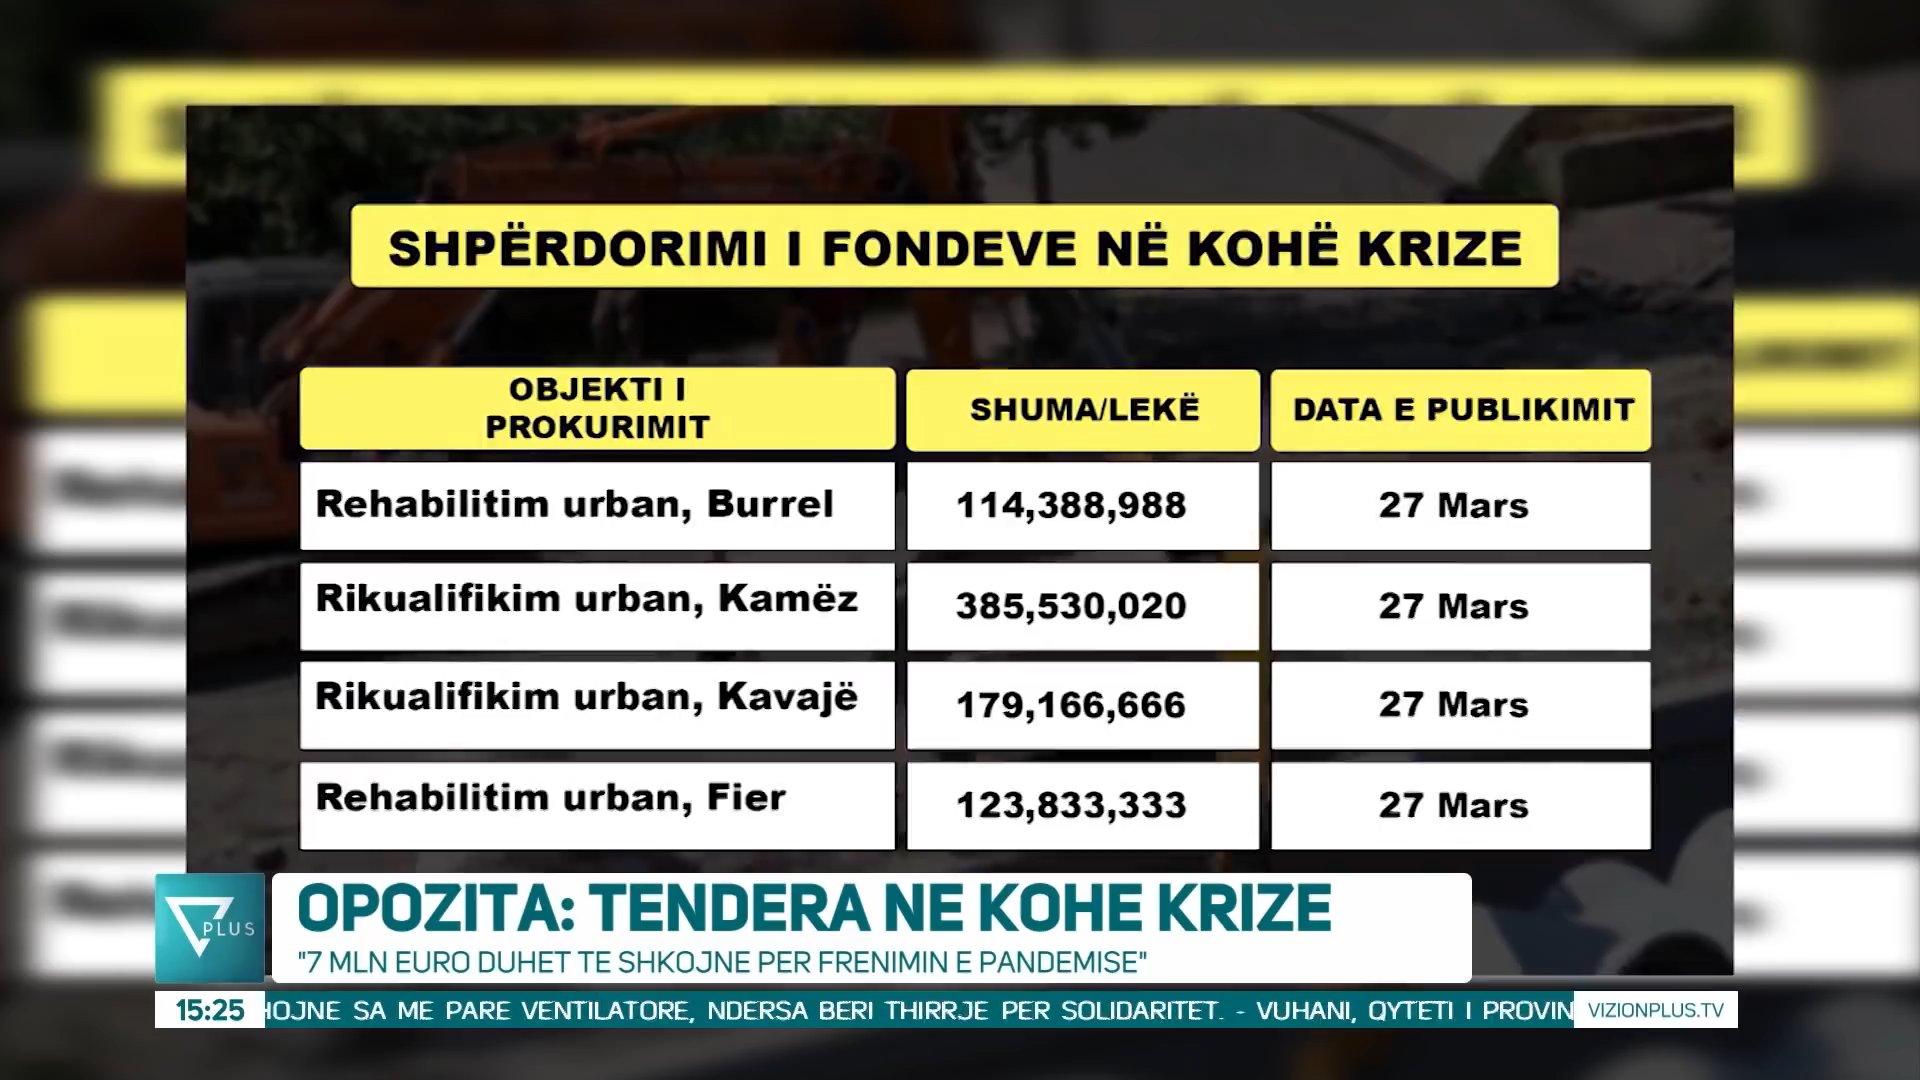 SHPËRDORIMI I FONDEVE NË KOHË KRIZE
OBJEKTI I
PROKURIMIT
SHUMA/LEKË
DATA E PUBLIKIMIT
Rehabilitim urban, Burrel
114,388,988
27 Mars
Rikualifikim urban, Kamëz
385,530,020
27 Mars
Rikualifikim urban, Kavajë
179,166,666
27 Mars
Rehabilitim urban, Fier
123,833,333
27 Mars
PLUS
OPOZITA: TENDERA NE KOHE KRIZE
"7 MLN EURO DUHET TE SHKOJNE PER FRENIMIN E PANDEMISE"
15:25
HOJNE SA ME PARE VENTILATORE, NDERSA BERI THIRRJE PER SOLIDARITET. - VUHANI, QYTETI I PROVIN
VIZIONPLUS.TV